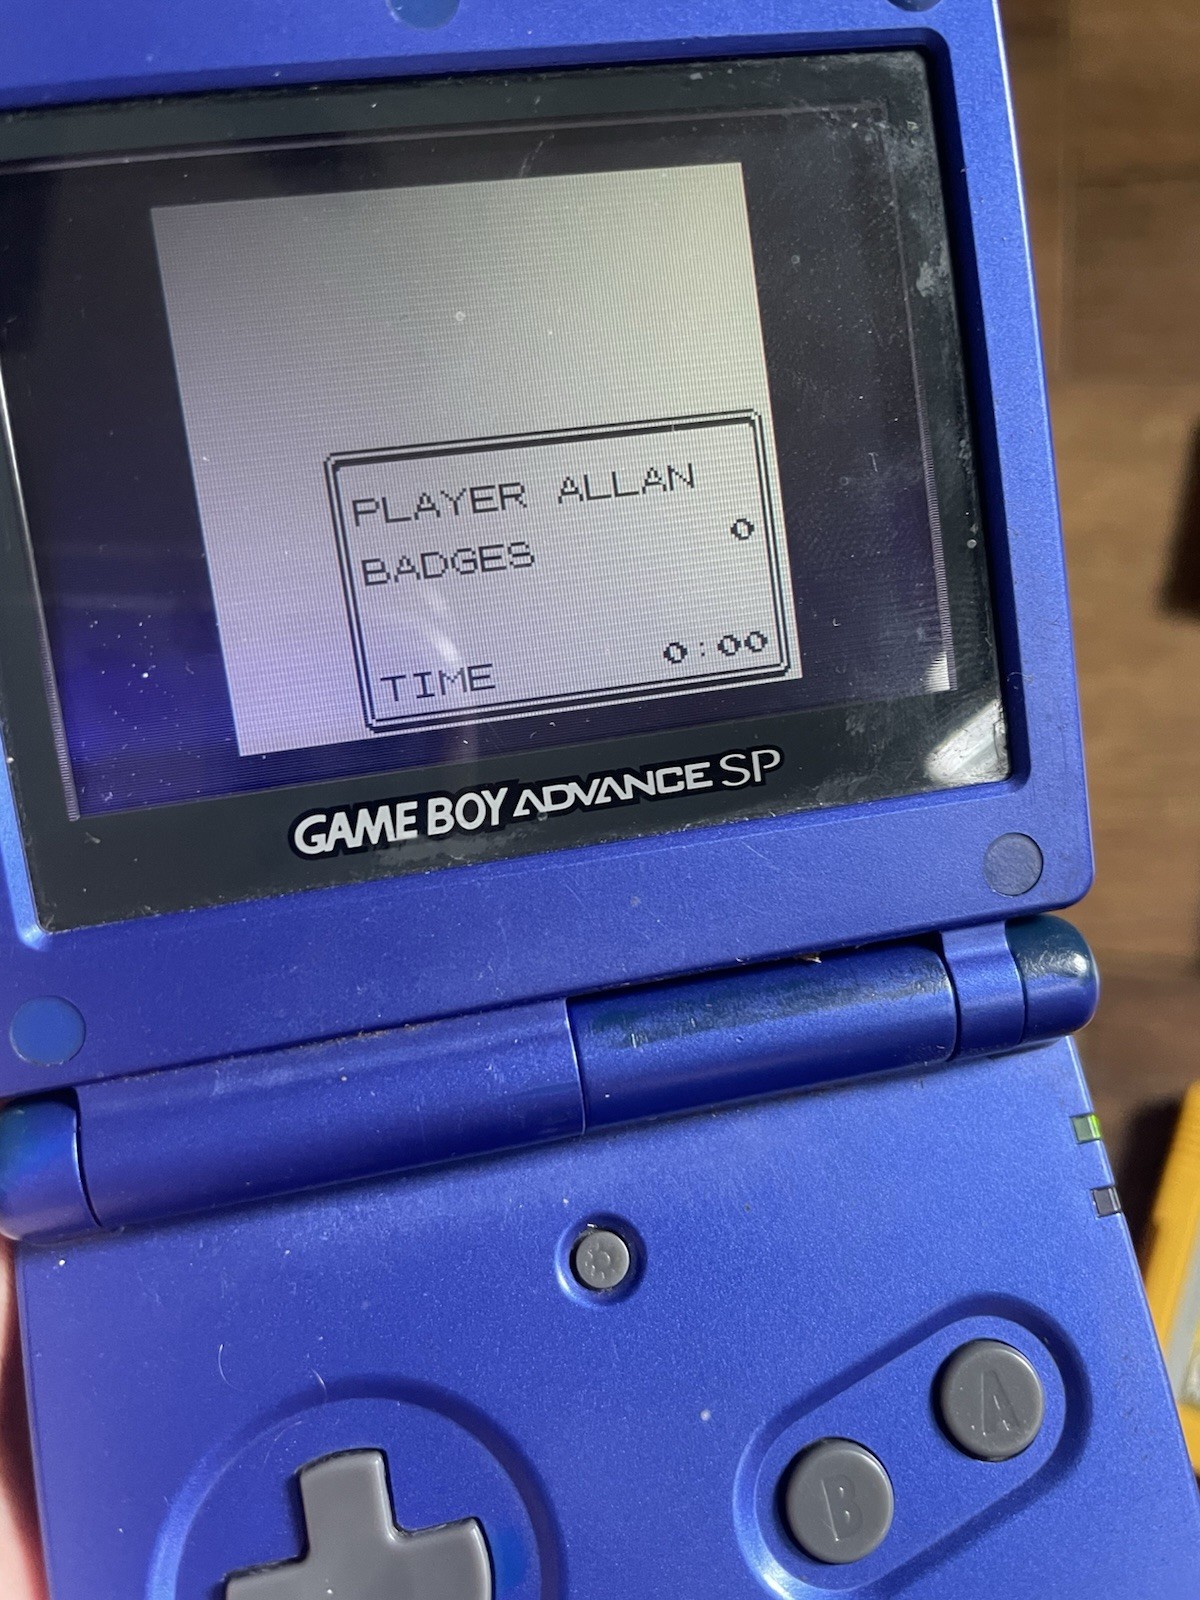 PLAYER ALLAN
BADGES 0
TIME 0:00
GAME BOY ADVANCE SP
A
B